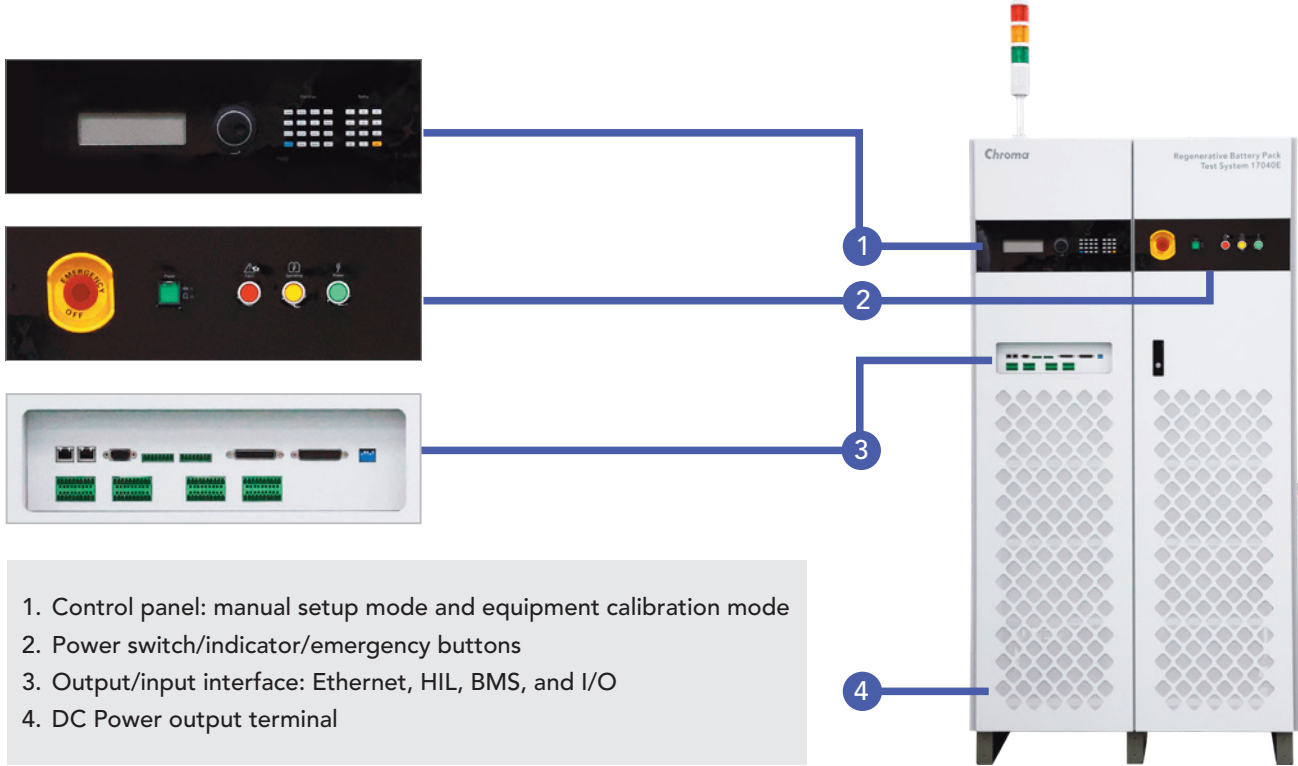 EMERGENCY
OFF
Power
1
2
3
4
Chroma
Regenerative Battery Pack
Test System 17040E
1. Control panel: manual setup mode and equipment calibration mode
2. Power switch/indicator/emergency buttons
3. Output/input interface: Ethernet, HIL, BMS, and I/O
4. DC Power output terminal